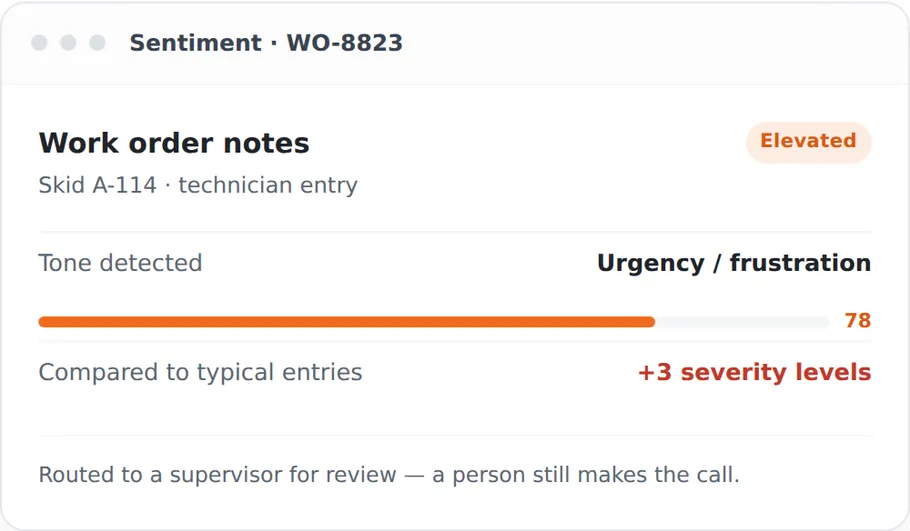 Sentiment · WO-8823
Work order notes
Elevated
Skid A-114 · technician entry
Tone detected
Urgency / frustration
78
Compared to typical entries
+3 severity levels
Routed to a supervisor for review — a person still makes the call.